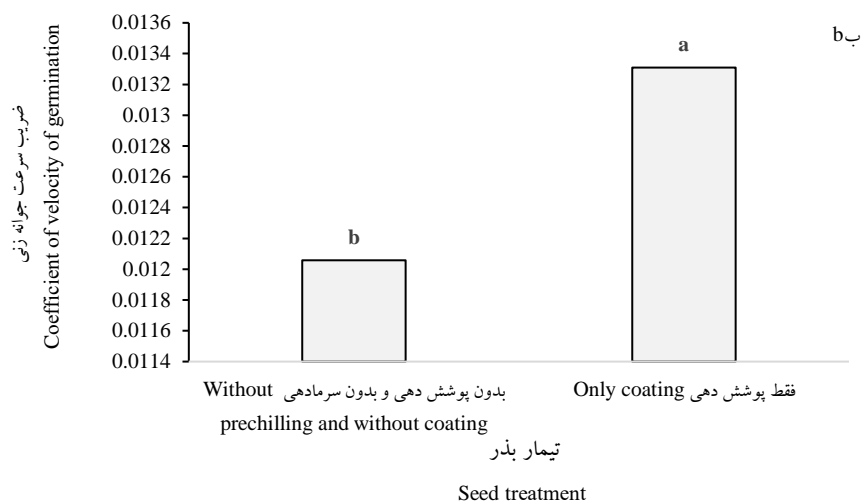 bب
ضریب سرعت جوانه زنی
Coefficient of velocity of germination
0.0136
0.0134
0.0132
0.013
0.0128
0.0126
0.0124
0.0122
0.012
0.0118
0.0116
0.0114
b
a
Without بدون پوشش دهی و بدون سرمادهی
prechilling and without coating
Only coating فقط پوشش دهی
تیمار بذر
Seed treatment